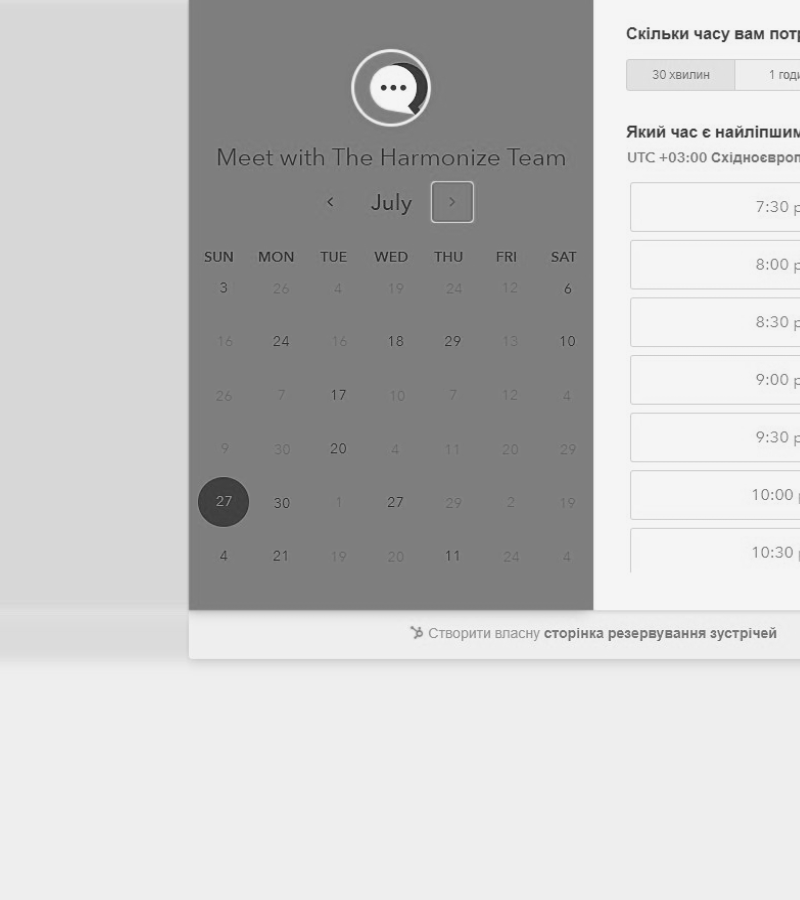 Meet with The Harmonize Team
July
SUN MON TUE WED THU FRI SAT
3 26 4 19 24 12 6
16 24 16 18 29 13 10
26 7 17 10 7 12 4
9 30 20 4 11 20 29
27 30 1 27 29 2 19
4 21 19 20 11 24 4
Скільки часу вам
30 хвилин 1
Який час є найліпшим
UTC +03:00
7:30
8:00
8:30
9:00
9:30
10:00
10:30
Створити власну сторінка резервування зустрічей